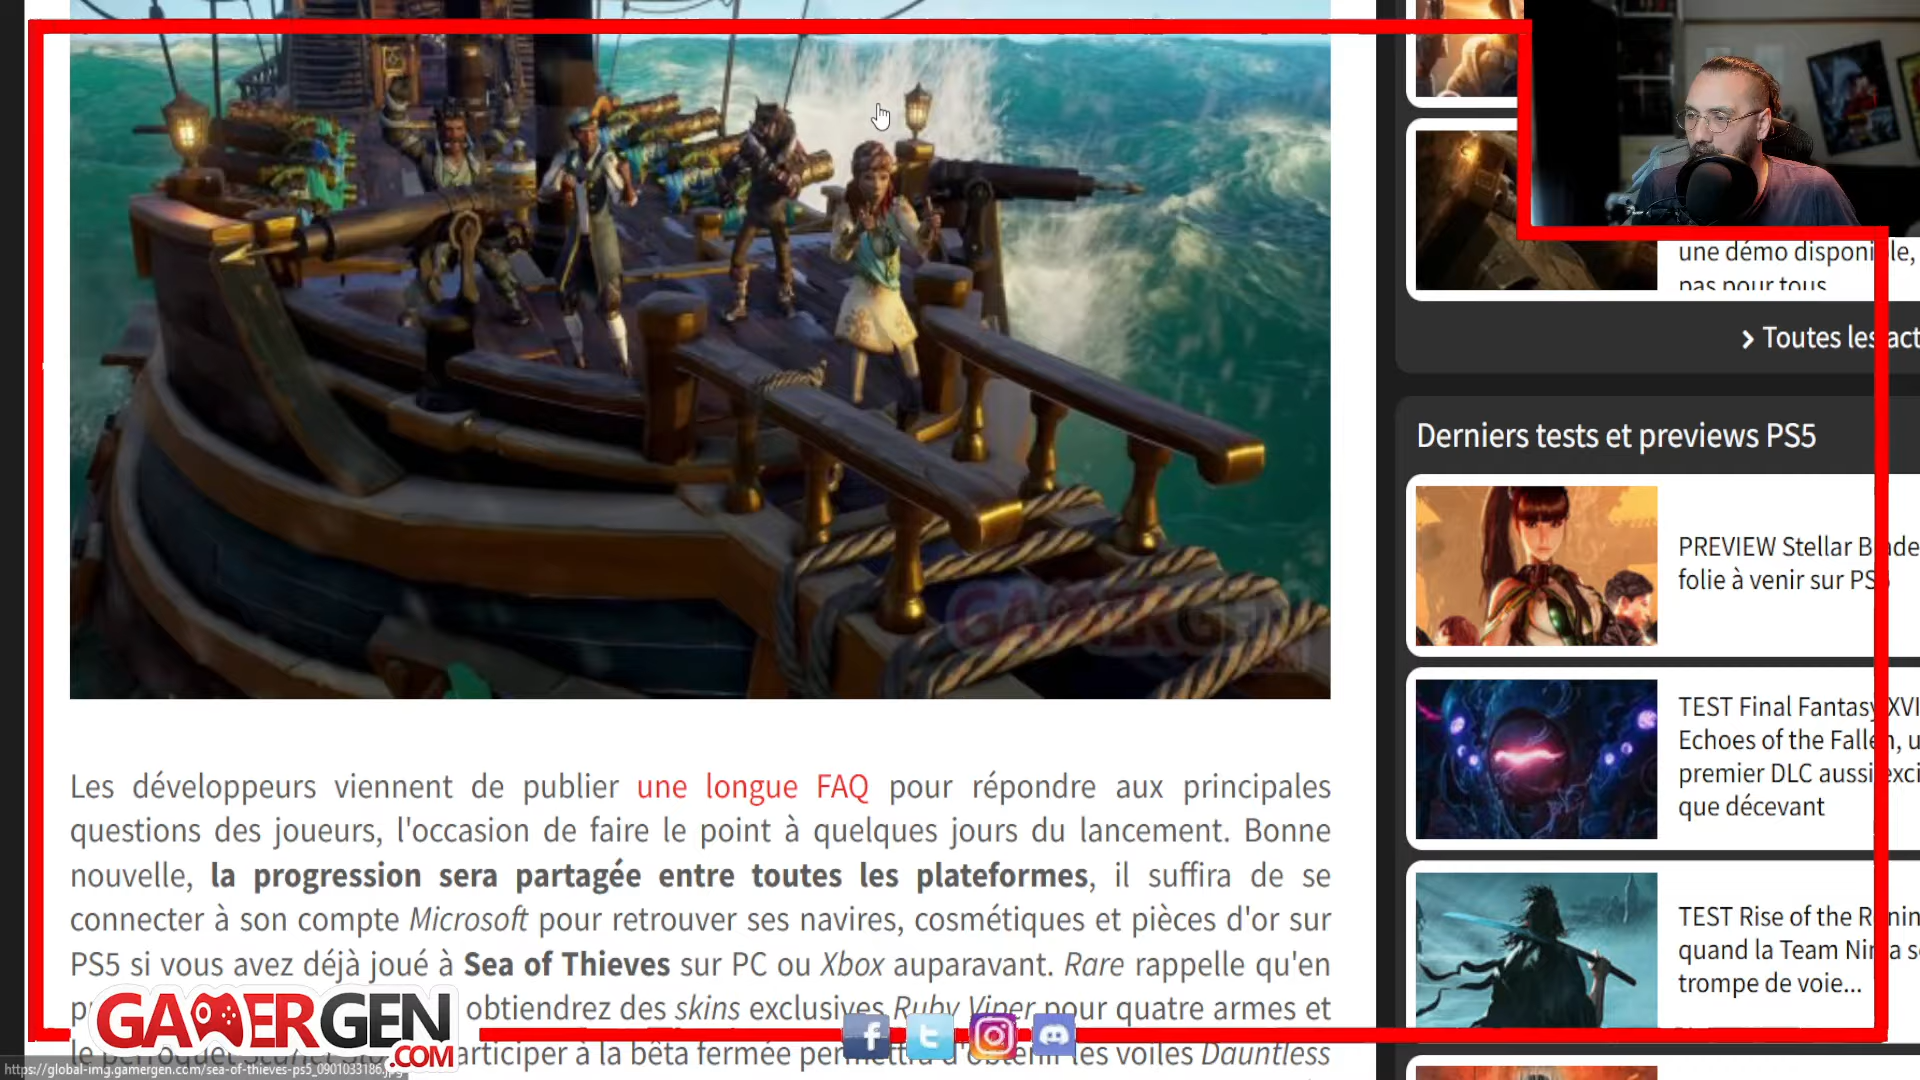 une démo disponible,
pas pour tous
Toutes les act
Derniers tests et previews PS5
PREVIEW Stellar Blade
folie à venir sur PS5
TEST Final Fantasy XVI
Echoes of the Fallen, u
premier DLC aussi exci
que décevant
TEST Rise of the Ronin
quand la Team Ninja s
trompe de voie...
GAMERGEN
Les développeurs viennent de publier une longue FAQ pour répondre aux principales
questions des joueurs, l'occasion de faire le point à quelques jours du lancement. Bonne
nouvelle, la progression sera partagée entre toutes les plateformes, il suffira de se
connecter à son compte Microsoft pour retrouver ses navires, cosmétiques et pièces d'or sur
PS5 si vous avez déjà joué à Sea of Thieves sur PC ou Xbox auparavant. Rare rappelle qu'en
obtiendrez des skins exclusives Ruby Viper pour quatre armes et
le perroquet participer à la bêta fermée permettra d'obtenir les voiles Dauntless
GAMERGEN
.COM
https://global-img.gamergen.com/sea-of-thieves-ps5_0901033186.jpg